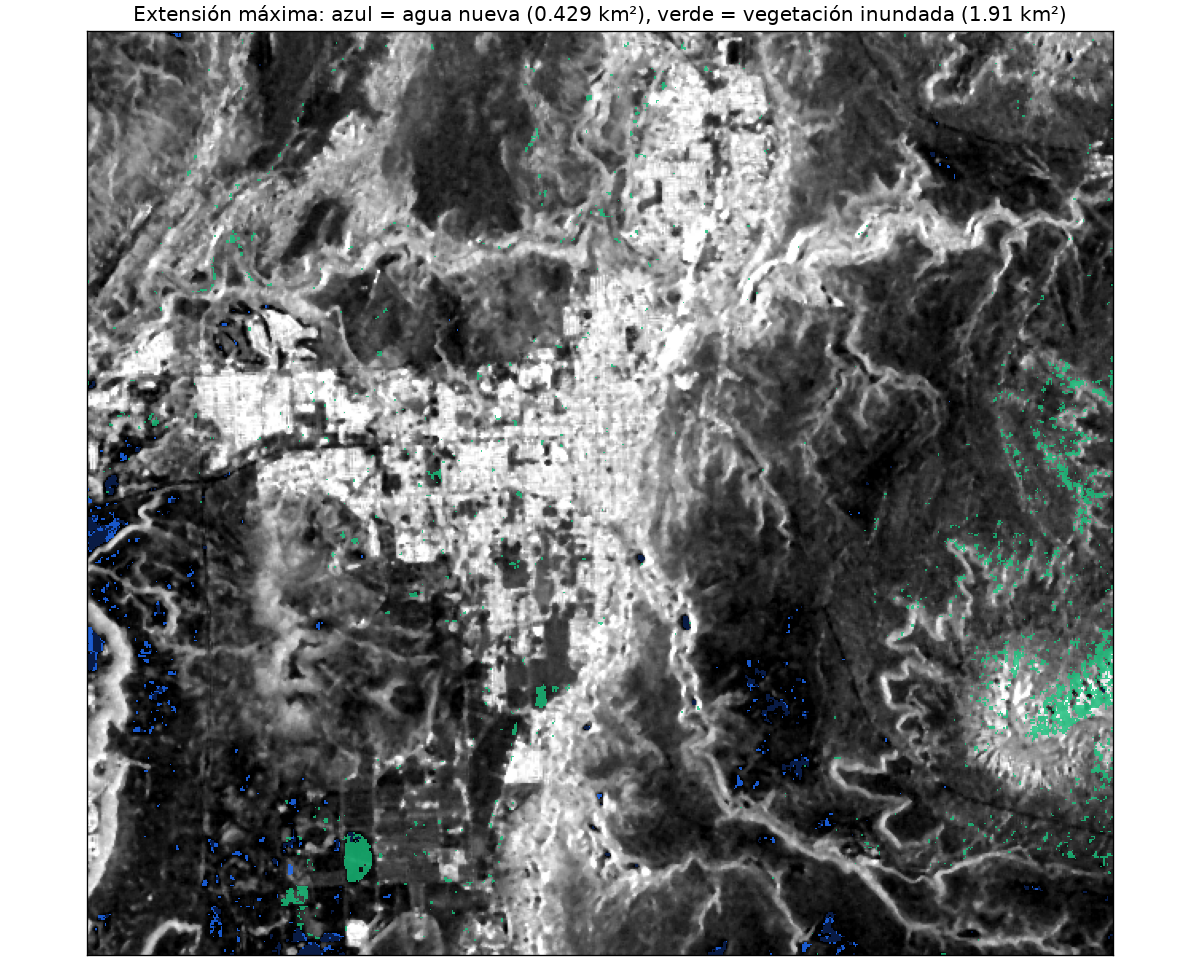 Extensión máxima: azul = agua nueva (0.429 km²), verde = vegetación inundada (1.91 km²)